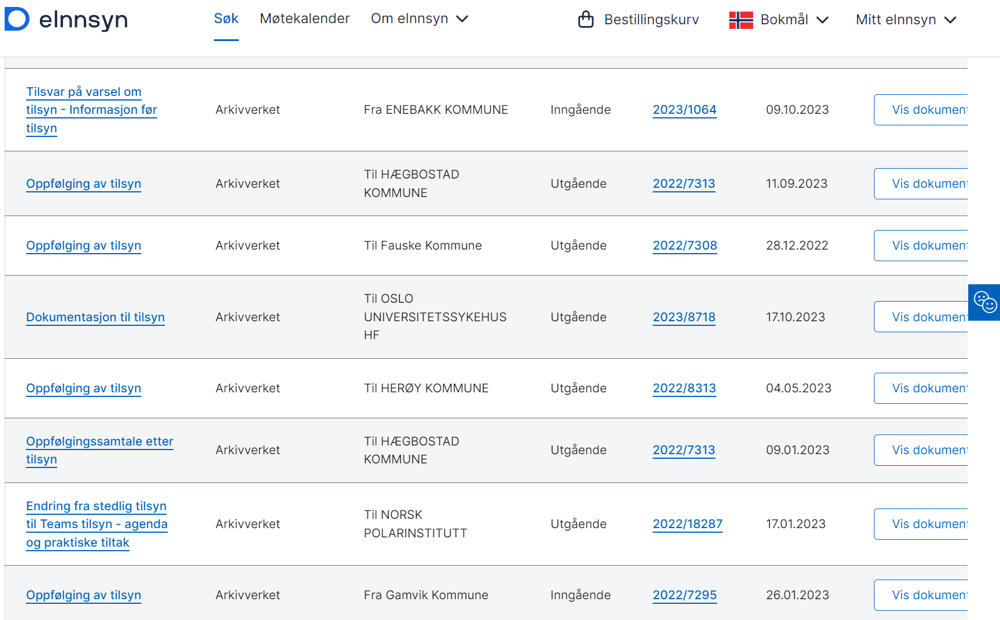 eInnsyn
Søk Møtekalender Om eInnsyn Bestillingskurv Bokmål Mitt eInnsyn
Tilsvar på varsel om
tilsyn - Informasjon før
tilsyn
Arkivverket
Fra ENEBAKK KOMMUNE
Inngående
2023/1064
09.10.2023
Vis dokument
Oppfølging av tilsyn
Arkivverket
Til HÆGBOSTAD
KOMMUNE
Utgående
2022/7313
11.09.2023
Vis dokument
Oppfølging av tilsyn
Arkivverket
Til Fauske Kommune
Utgående
2022/7308
28.12.2022
Vis dokument
Dokumentasjon til tilsyn
Arkivverket
Til OSLO
UNIVERSITETSSYKEHUS
HF
Utgående
2023/8718
17.10.2023
Vis dokument
Oppfølging av tilsyn
Arkivverket
Til HERØY KOMMUNE
Utgående
2022/8313
04.05.2023
Vis dokument
Oppfølgingssamtale etter
tilsyn
Arkivverket
Til HÆGBOSTAD
KOMMUNE
Utgående
2022/7313
09.01.2023
Vis dokument
Endring fra stedlig tilsyn
til Teams tilsyn - agenda
og praktiske tiltak
Arkivverket
Til NORSK
POLARINSTITUTT
Utgående
2022/18287
17.01.2023
Vis dokument
Oppfølging av tilsyn
Arkivverket
Fra Gamvik Kommune
Inngående
2022/7295
26.01.2023
Vis dokument